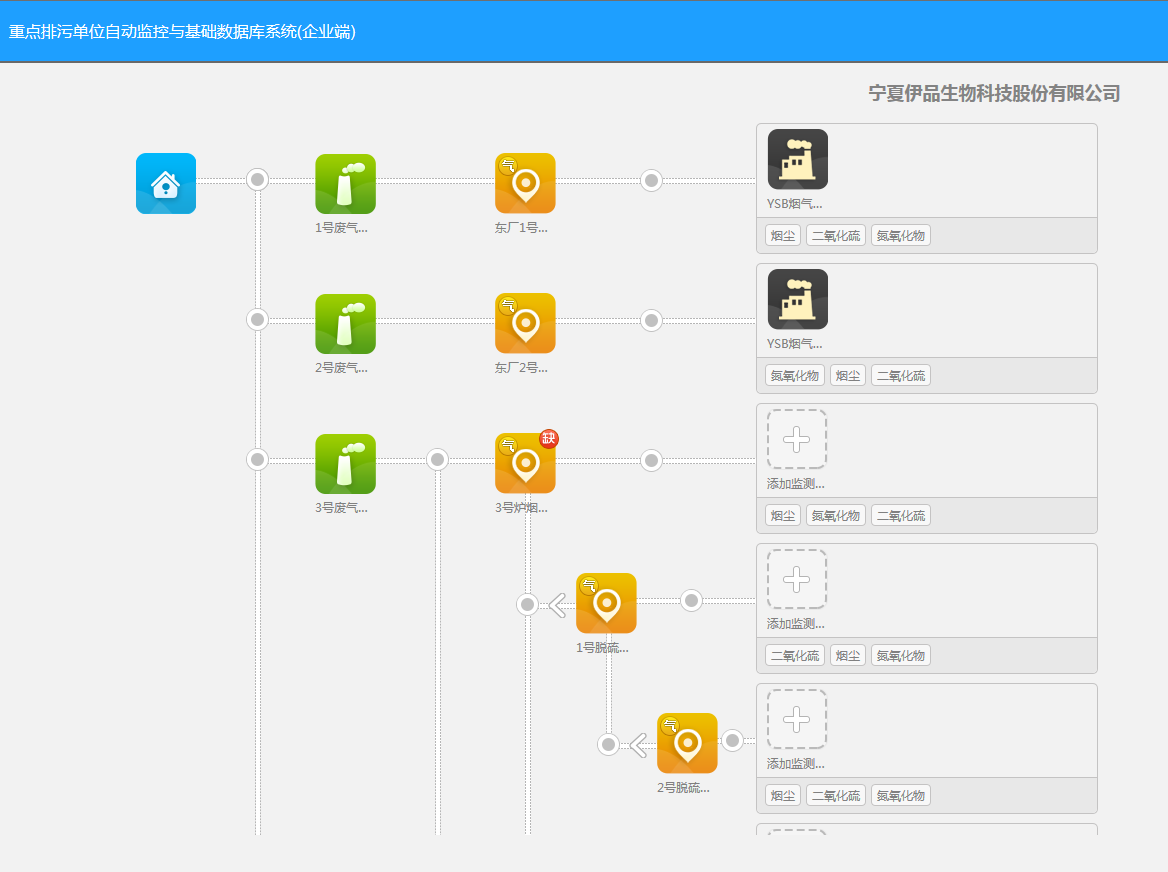 重点排污单位自动监控与基础数据库系统(企业端)
宁夏伊品生物科技股份有限公司
1号废气...
气
东厂1号...
YSB烟气...
烟尘 二氧化硫 氮氧化物
2号废气...
气
东厂2号...
YSB烟气...
氮氧化物 烟尘 二氧化硫
3号废气...
气
缺
3号炉烟...
添加监测...
烟尘 氮氧化物 二氧化硫
气
1号脱硫...
添加监测...
二氧化硫 烟尘 氮氧化物
气
2号脱硫...
添加监测...
烟尘 二氧化硫 氮氧化物